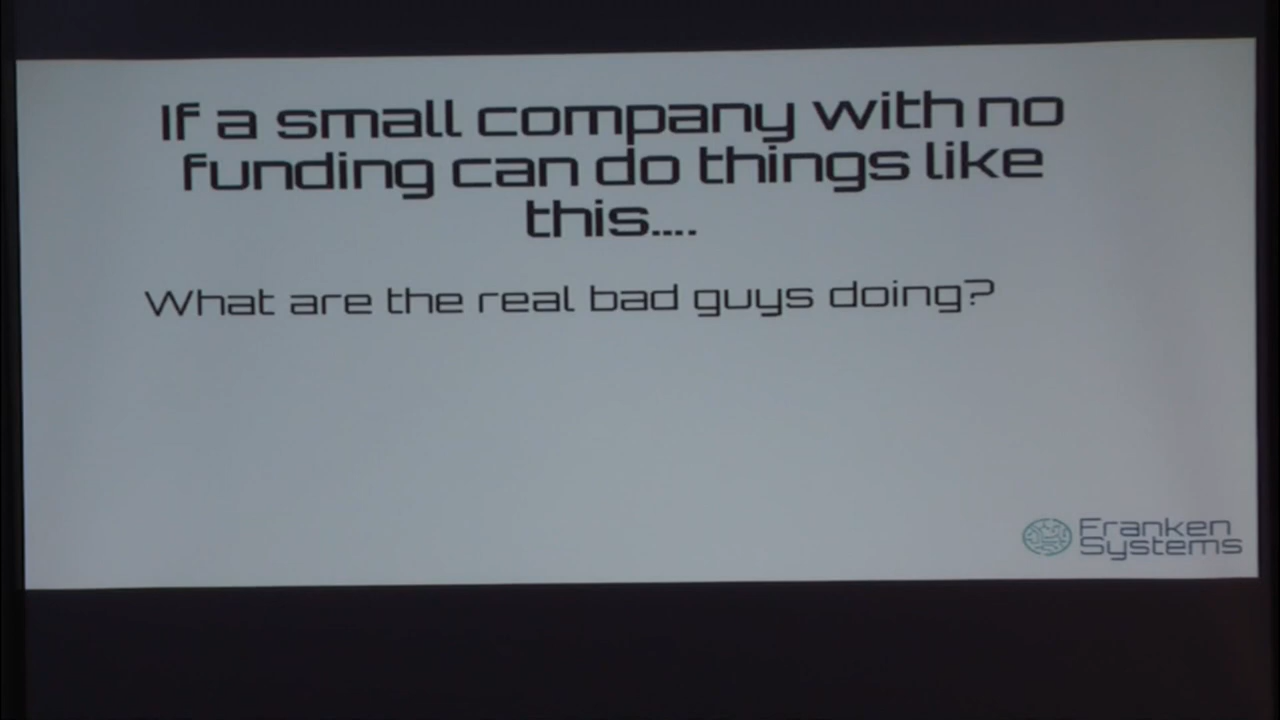 If a small company with no
funding can do things like
this....
What are the real bad guys doing?
Franken
Systems